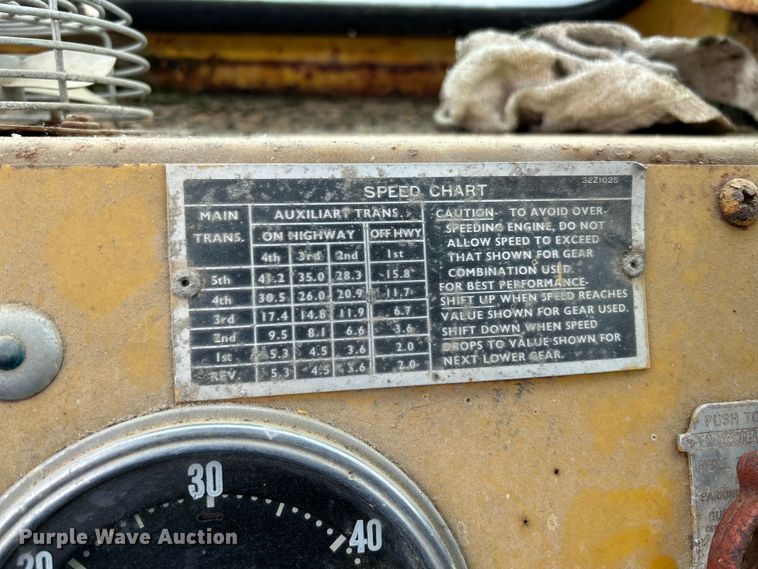 SPEED CHART 32Z1025
MAIN TRANS. AUXILIARY TRANS. ON HIGHWAY OFF HWY
4th 3rd 2nd 1st
5th 41.2 35.0 28.3 15.8
4th 30.5 26.0 20.9 11.7
3rd 17.4 14.8 11.9 6.7
2nd 9.5 8.1 6.6 3.6
1st 5.3 4.5 3.6 2.0
REV. 5.3 4.5 3.6 2.0
CAUTION- TO AVOID OVER-
SPEEDING ENGINE, DO NOT
ALLOW SPEED TO EXCEED
THAT SHOWN FOR GEAR
COMBINATION USED.
FOR BEST PERFORMANCE-
SHIFT UP WHEN SPEED REACHES
VALUE SHOWN FOR GEAR USED.
SHIFT DOWN WHEN SPEED
DROPS TO VALUE SHOWN FOR
NEXT LOWER GEAR.
PUSH TO
PULL
PARKING
20 30 40
Purple Wave Auction